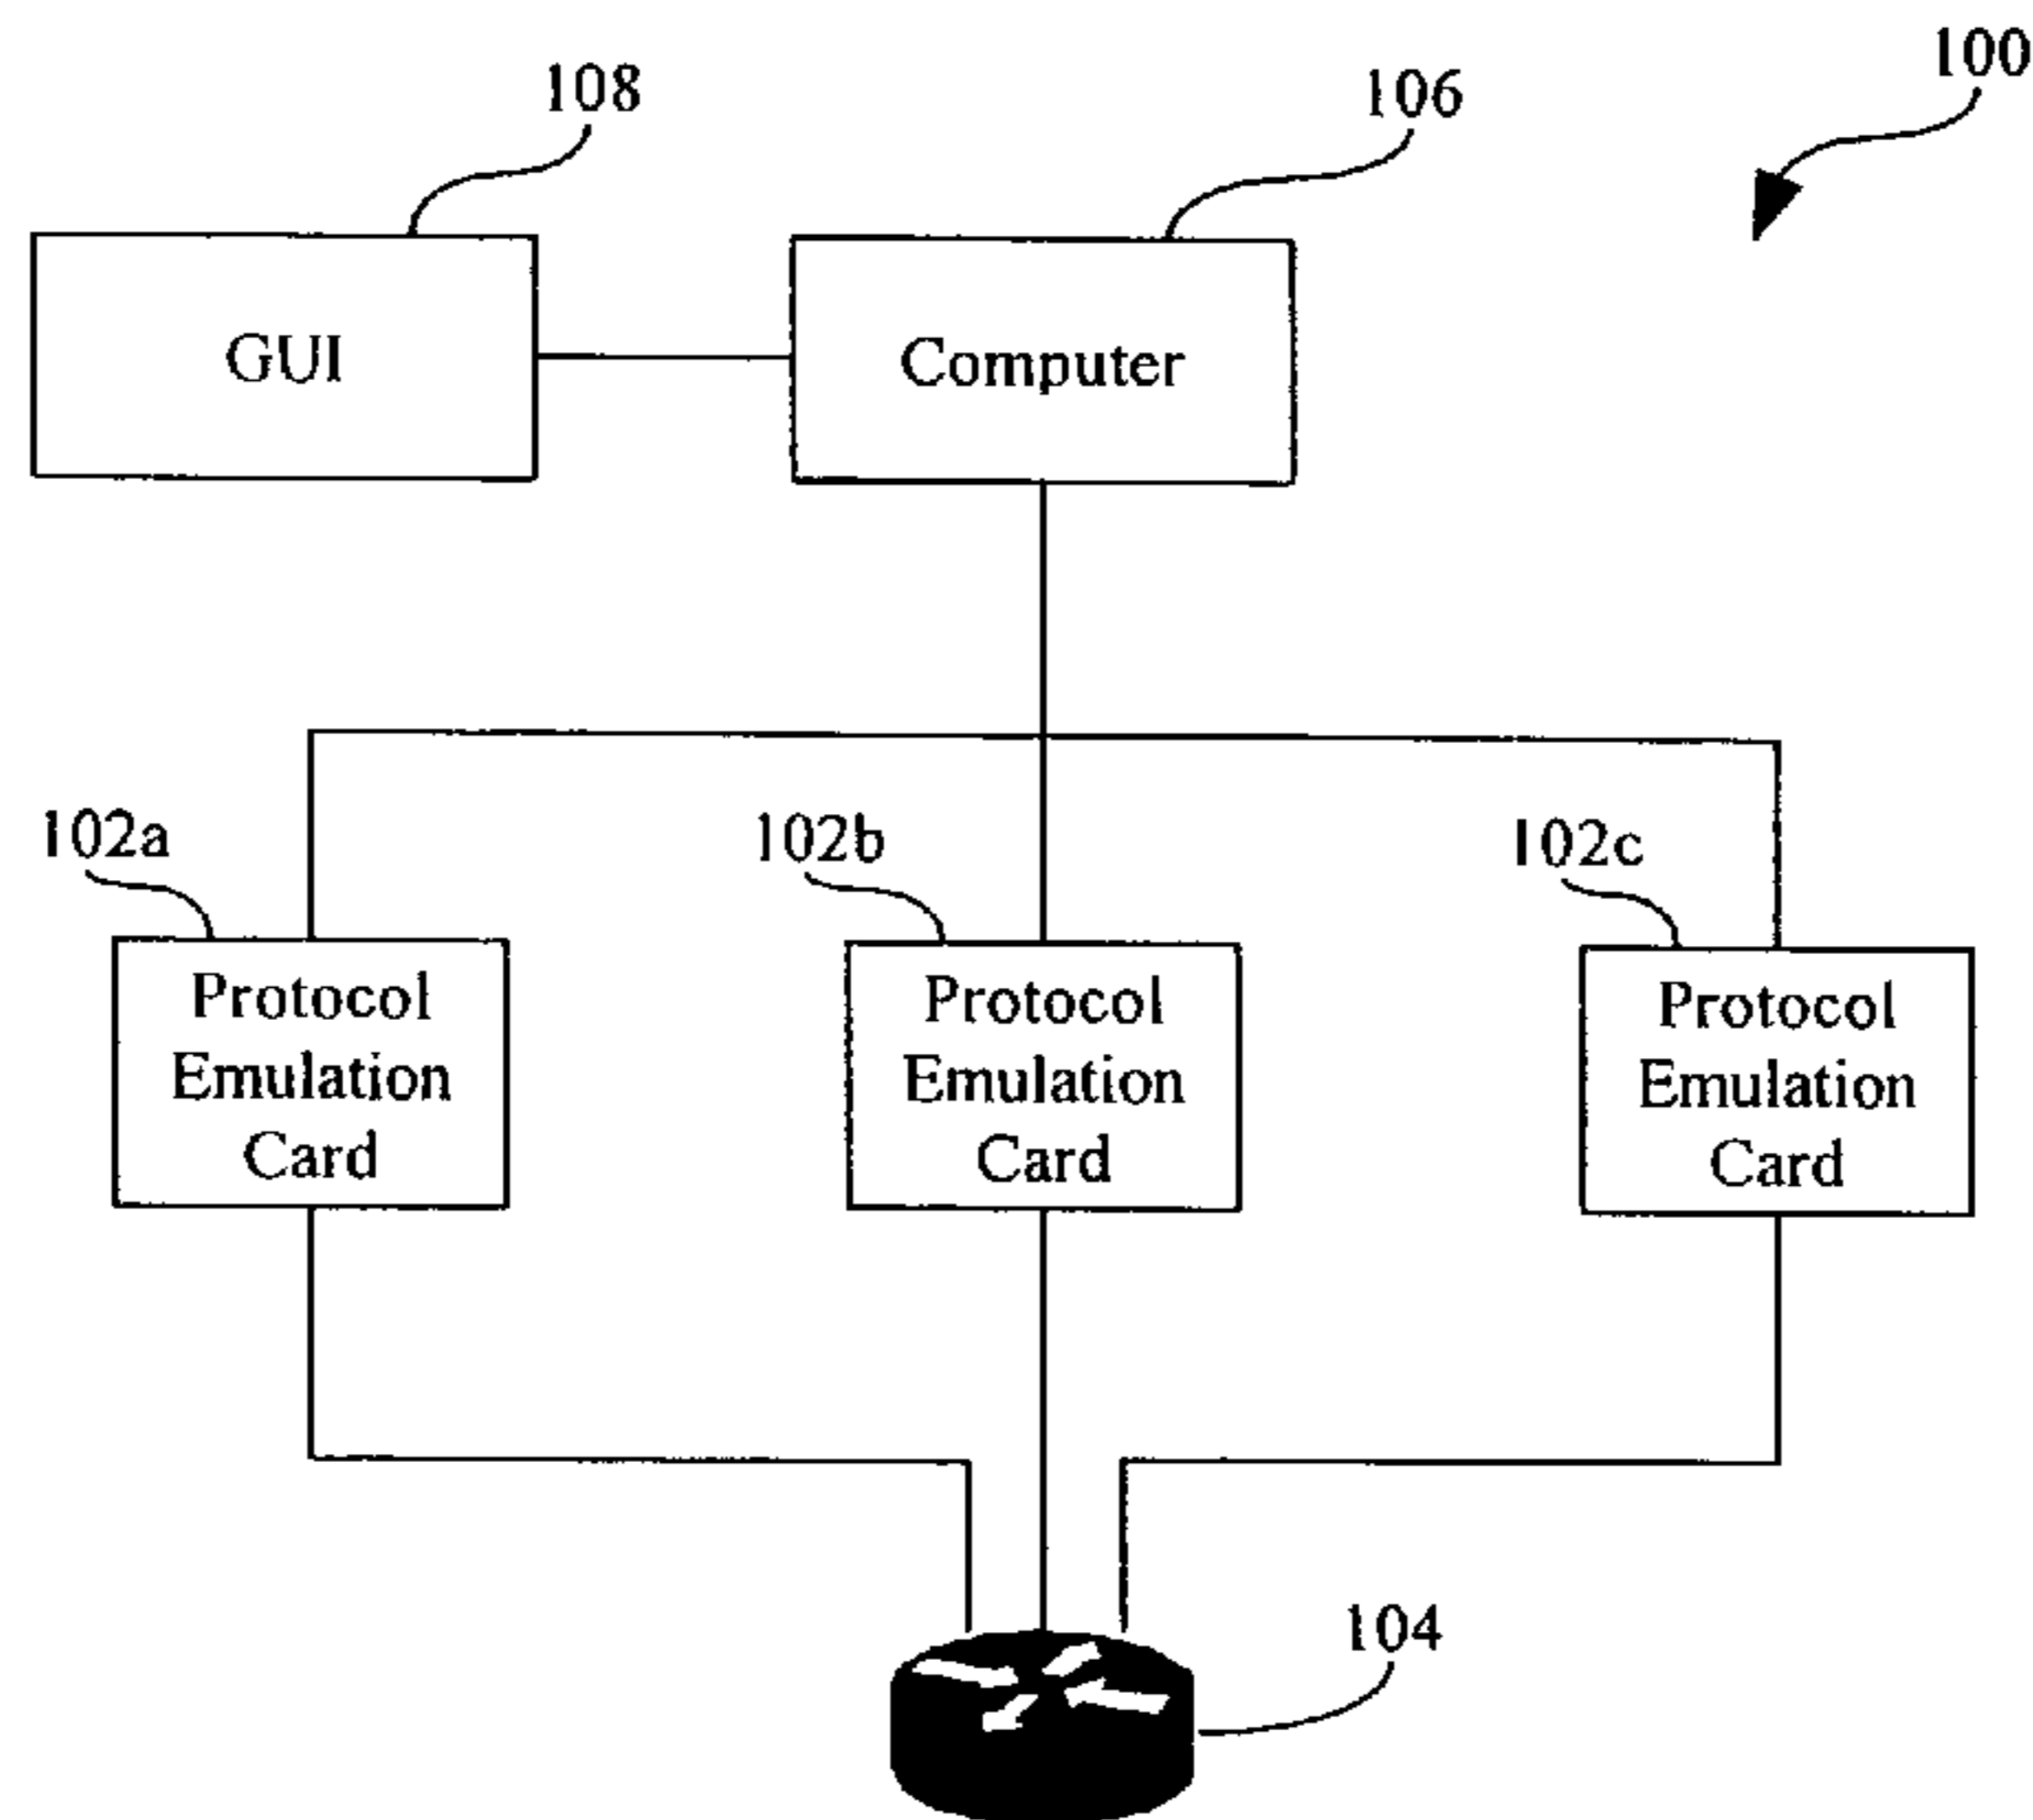 100
108
106
GUI
Computer
102a
102b
102c
Protocol
Emulation
Card
Protocol
Emulation
Card
Protocol
Emulation
Card
104